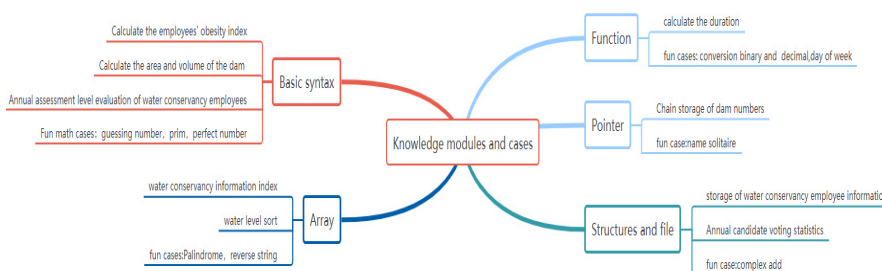 Knowledge modules and cases
Basic syntax
Calculate the employees' obesity index
Calculate the area and volume of the dam
Annual assessment level evaluation of water conservancy employees
Fun math cases: guessing number, prim, perfect number
Array
water conservancy information index
water level sort
fun cases:Palindrome, reverse string
Function
calculate the duration
fun cases: conversion binary and decimal,day of week
Pointer
Chain storage of dam numbers
fun case:name solitaire
Structures and file
storage of water conservancy employee informatio
Annual candidate voting statistics
fun case:complex add